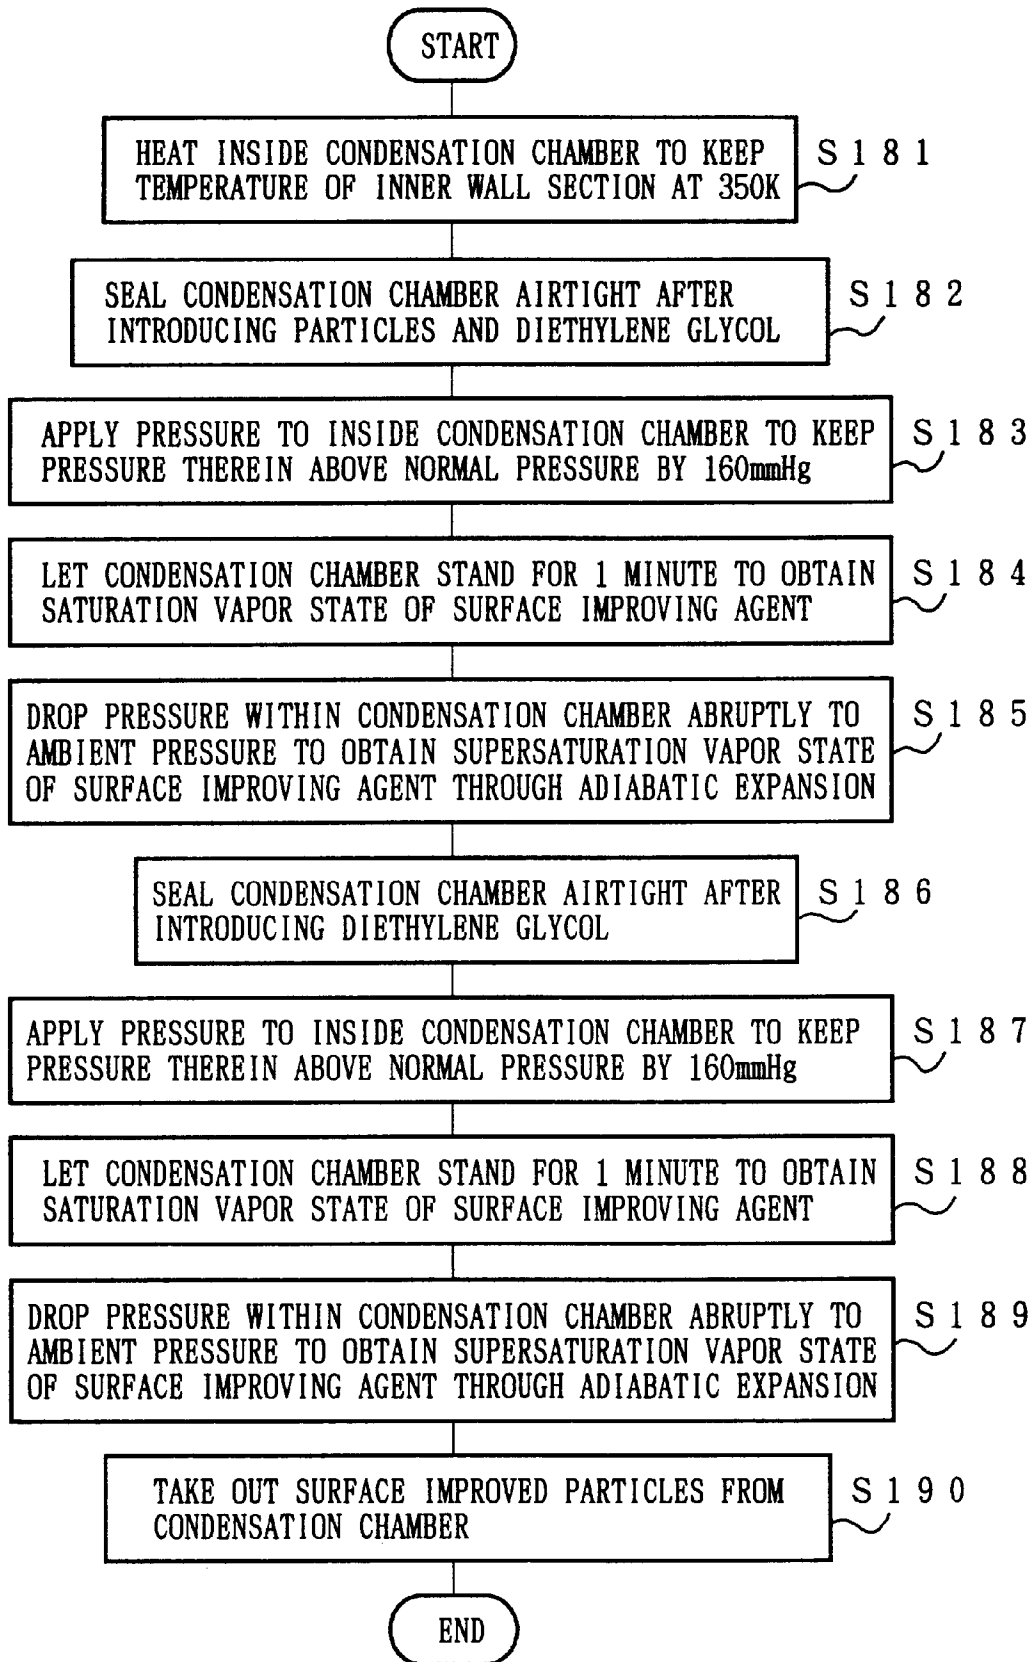 START
HEAT INSIDE CONDENSATION CHAMBER TO KEEP
TEMPERATURE OF INNER WALL SECTION AT 350K
S181
SEAL CONDENSATION CHAMBER AIRTIGHT AFTER
INTRODUCING PARTICLES AND DIETHYLENE GLYCOL
S182
APPLY PRESSURE TO INSIDE CONDENSATION CHAMBER TO KEEP
PRESSURE THEREIN ABOVE NORMAL PRESSURE BY 160mmHg
S183
LET CONDENSATION CHAMBER STAND FOR 1 MINUTE TO OBTAIN
SATURATION VAPOR STATE OF SURFACE IMPROVING AGENT
S184
DROP PRESSURE WITHIN CONDENSATION CHAMBER ABRUPTLY TO
AMBIENT PRESSURE TO OBTAIN SUPERSATURATION VAPOR STATE
OF SURFACE IMPROVING AGENT THROUGH ADIABATIC EXPANSION
S185
SEAL CONDENSATION CHAMBER AIRTIGHT AFTER
INTRODUCING DIETHYLENE GLYCOL
S186
APPLY PRESSURE TO INSIDE CONDENSATION CHAMBER TO KEEP
PRESSURE THEREIN ABOVE NORMAL PRESSURE BY 160mmHg
S187
LET CONDENSATION CHAMBER STAND FOR 1 MINUTE TO OBTAIN
SATURATION VAPOR STATE OF SURFACE IMPROVING AGENT
S188
DROP PRESSURE WITHIN CONDENSATION CHAMBER ABRUPTLY TO
AMBIENT PRESSURE TO OBTAIN SUPERSATURATION VAPOR STATE
OF SURFACE IMPROVING AGENT THROUGH ADIABATIC EXPANSION
S189
TAKE OUT SURFACE IMPROVED PARTICLES FROM
CONDENSATION CHAMBER
S190
END